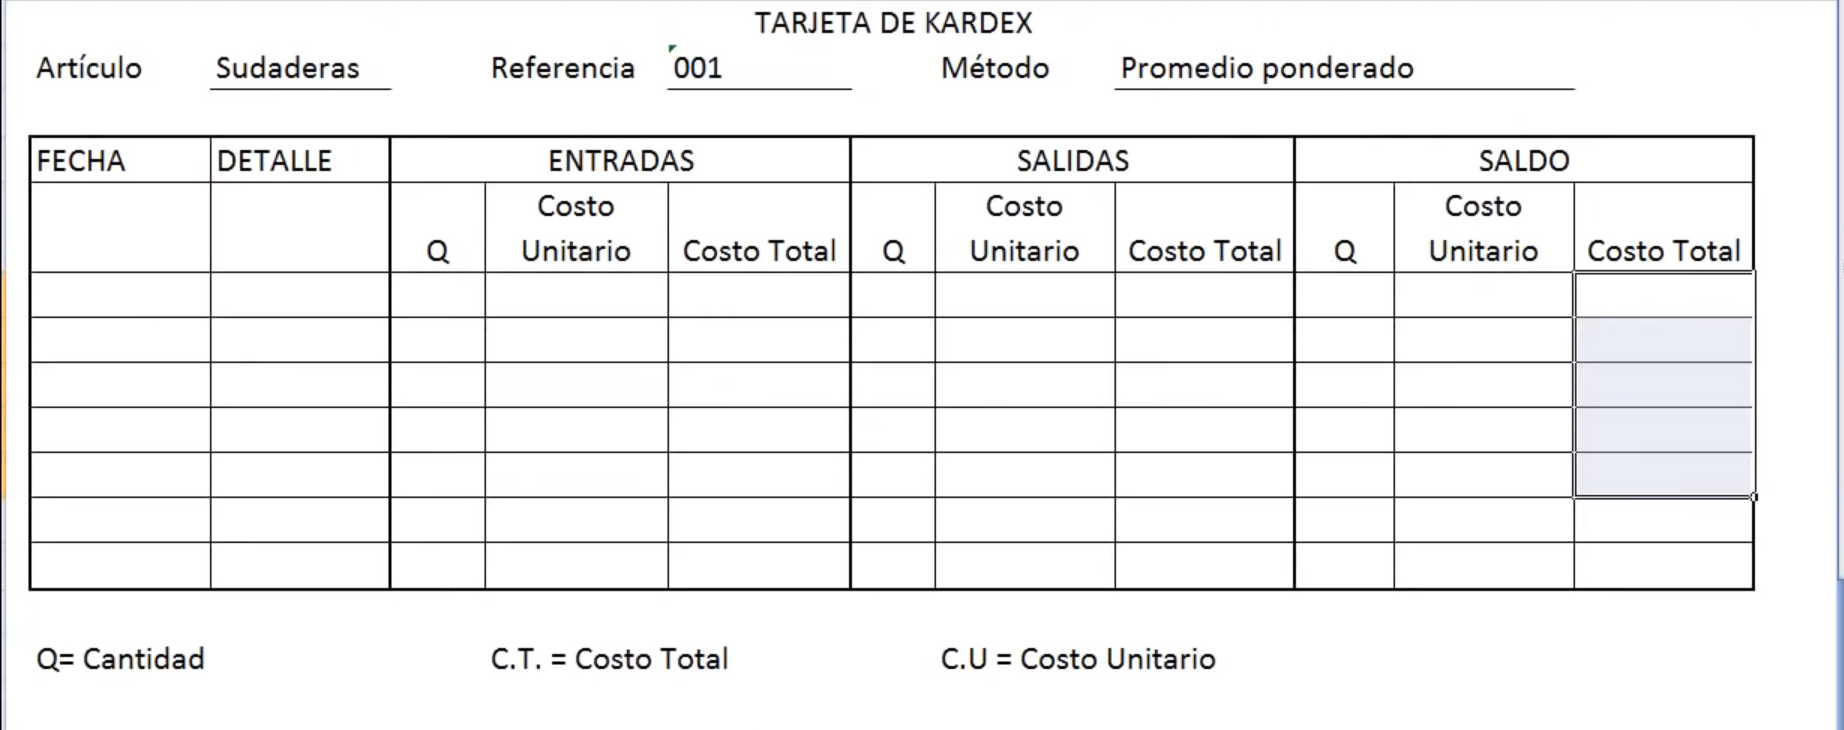 TARJETA DE KARDEX
Artículo Sudaderas Referencia 001 Método Promedio ponderado
FECHA DETALLE ENTRADAS SALIDAS SALDO
Q Costo Unitario Costo Total Q Costo Unitario Costo Total Q Costo Unitario Costo Total
Q= Cantidad C.T. = Costo Total C.U = Costo Unitario